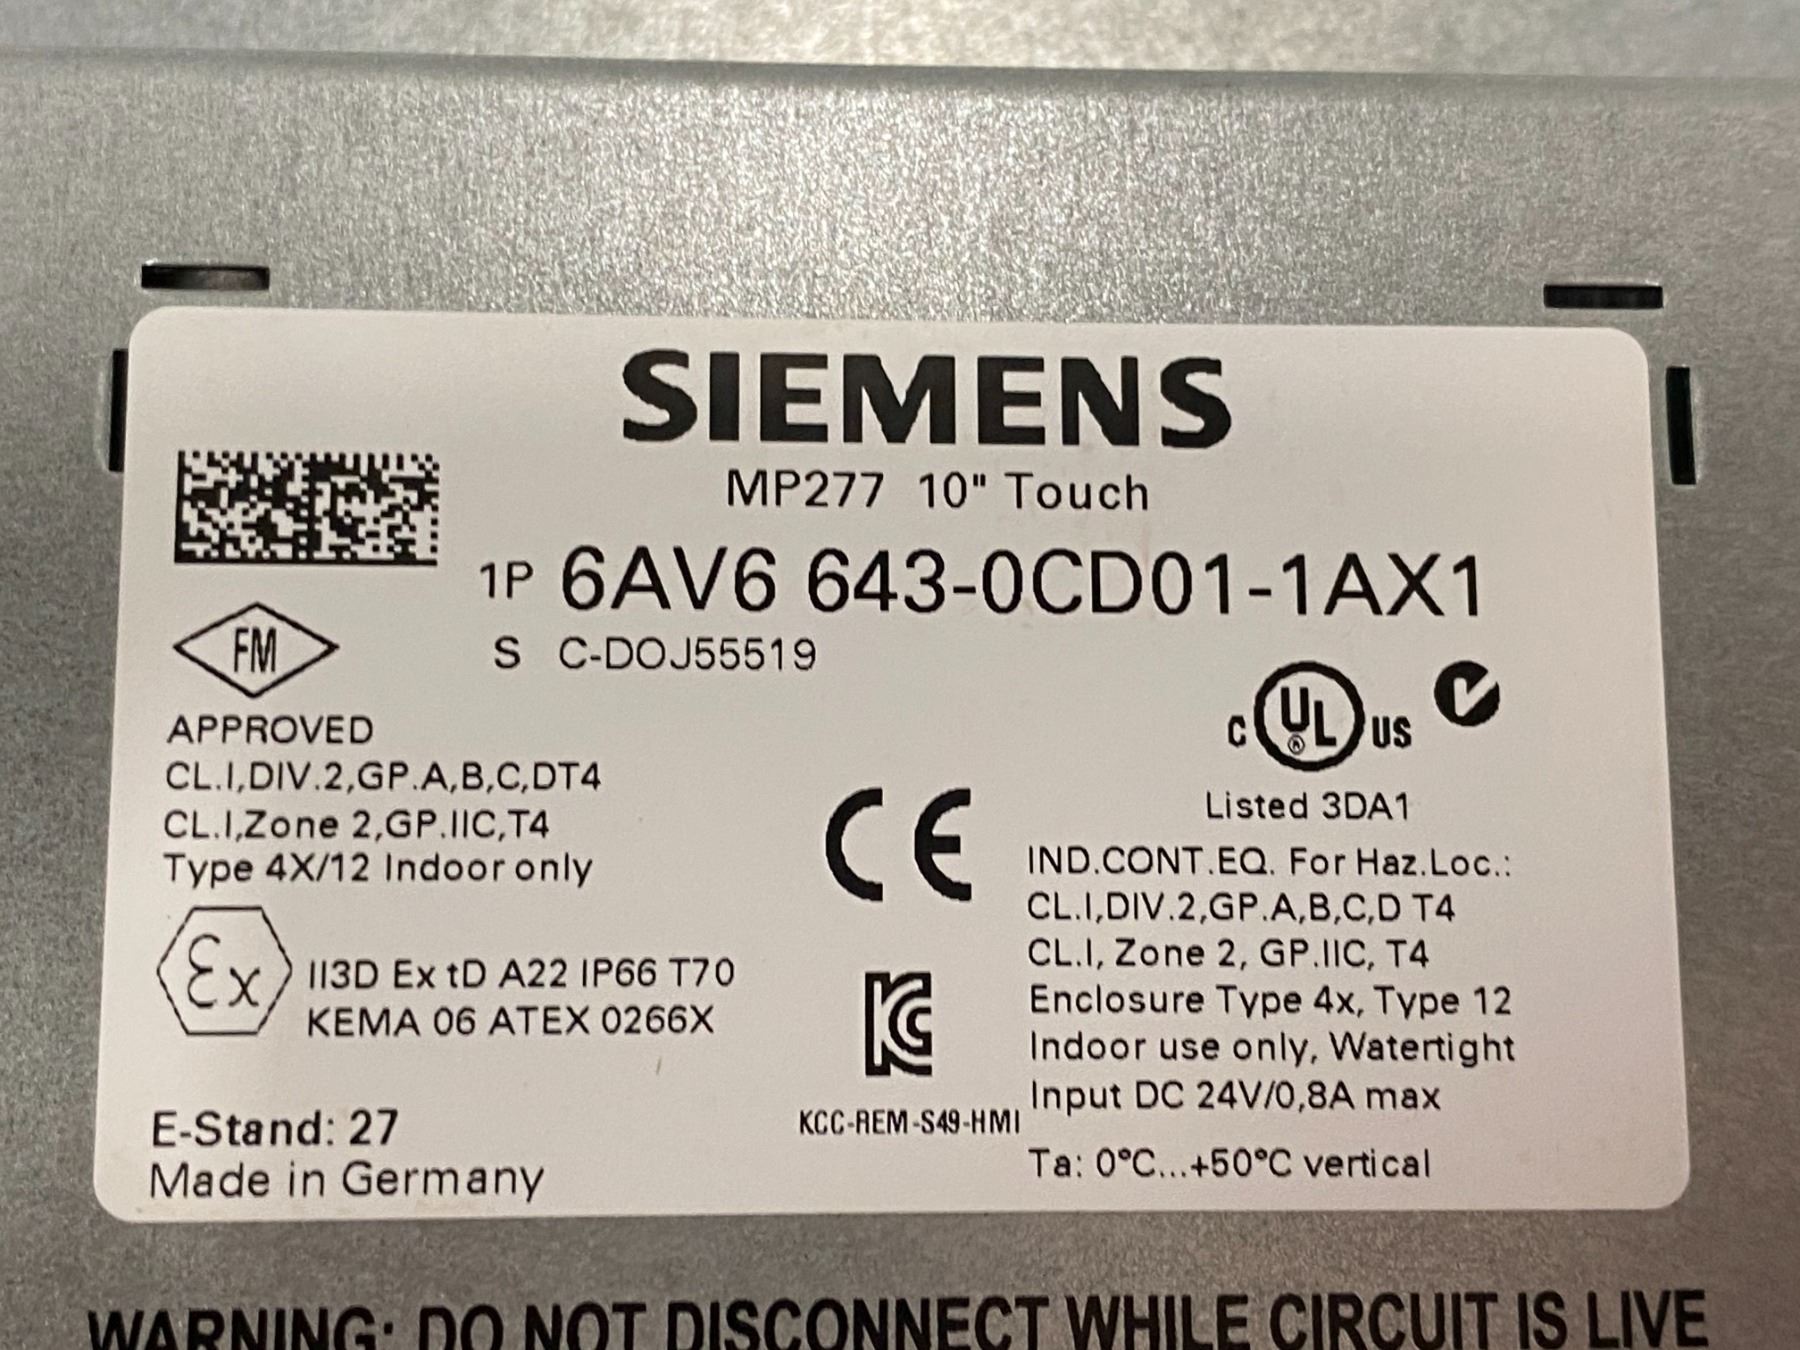 SIEMENS
MP277 10" Touch
1P 6AV6 643-0CD01-1AX1
S C-DOJ55519
FM
APPROVED
CL.I,DIV.2,GP.A,B,C,DT4
CL.I,Zone 2,GP.IIC,T4
Type 4X/12 Indoor only
Ex II3D Ex tD A22 IP66 T70
KEMA 06 ATEX 0266X
E-Stand: 27
Made in Germany
CE
KC
KCC-REM-S49-HMI
C UL ® US
Listed 3DA1
IND.CONT.EQ. For Haz.Loc.:
CL.I,DIV.2,GP.A,B,C,D T4
CL.I, Zone 2, GP.IIC, T4
Enclosure Type 4x, Type 12
Indoor use only, Watertight
Input DC 24V/0,8A max
Ta: 0°C...+50°C vertical
WARNING: DO NOT DISCONNECT WHILE CIRCUIT IS LIVE